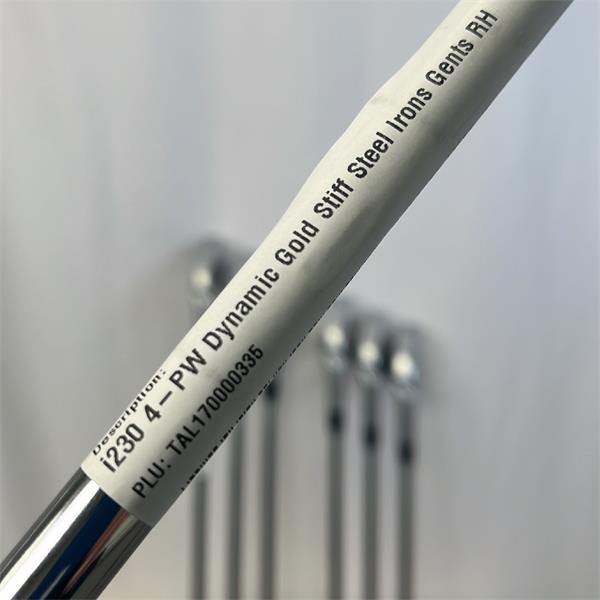 Description:
i230 4-PW Dynamic Gold Stiff Steel Irons Gents RH
PLU: TAL170000335